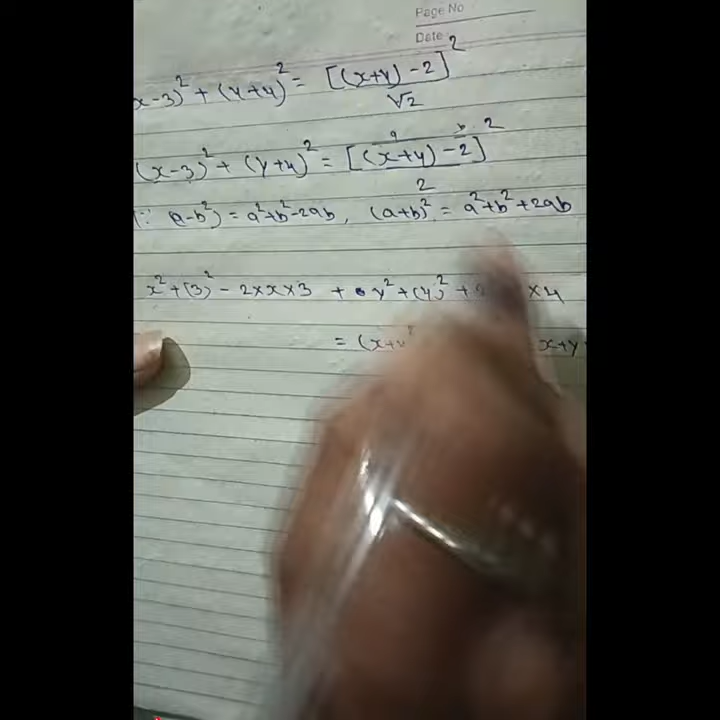 Page No
Date
x-3)² + (y+4)² = [(x+y) -2]²
√2
(x-3)² + (y+4)² = [(x+y) -2]²
a b
2
(∵ (a-b²) = a²+b²-2ab, (a+b)² = a²+b²+2ab
x² + (3)² - 2×x×3 + y² + (4)² + ×4
= (x+y x+y